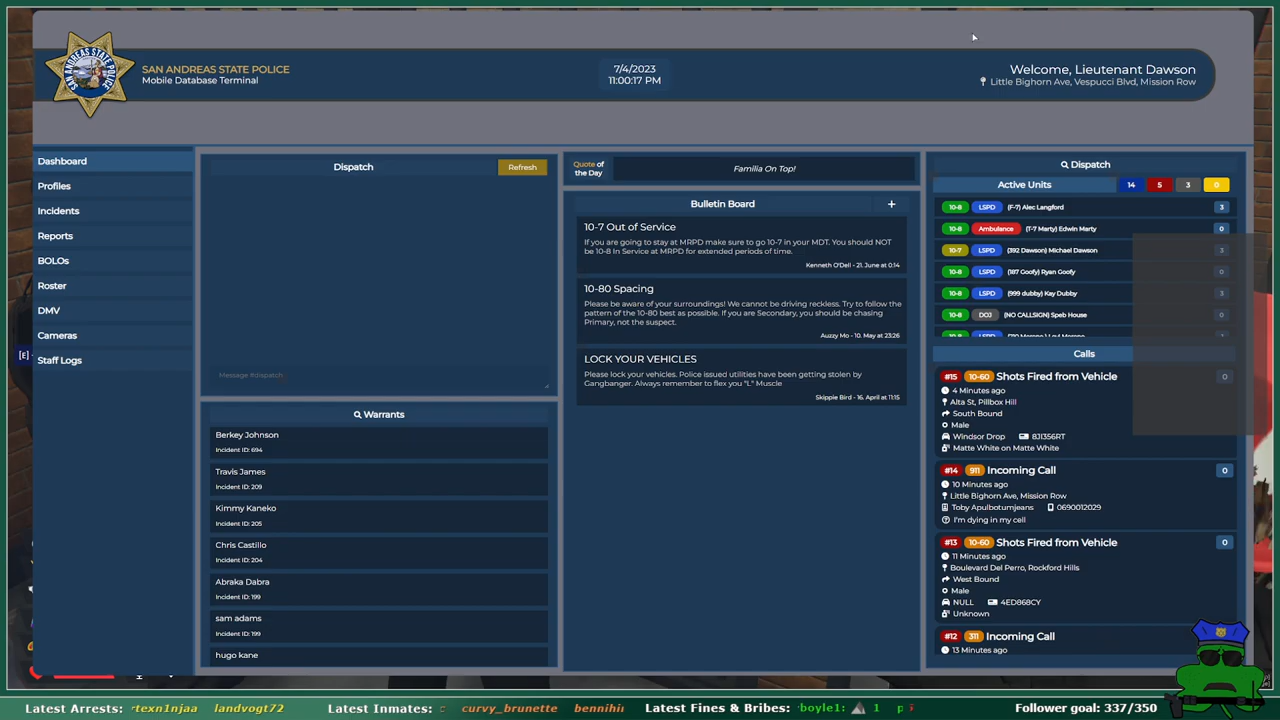 SAN ANDREAS STATE POLICE
SAN ANDREAS STATE POLICE
Mobile Database Terminal
7/4/2023
11:00:17 PM
Welcome, Lieutenant Dawson
Little Bighorn Ave, Vespucci Blvd, Mission Row
Dashboard
Profiles
Incidents
Reports
BOLOs
Roster
DMV
Cameras
Staff Logs
[E]
Dispatch
Refresh
Message #dispatch
Warrants
Berkey Johnson
Incident ID: 694
Travis James
Incident ID: 209
Kimmy Kaneko
Incident ID: 205
Chris Castillo
Incident ID: 204
Abraka Dabra
Incident ID: 199
sam adams
Incident ID: 199
hugo kane
Quote of the Day
Familia On Top!
Bulletin Board
+
10-7 Out of Service
If you are going to stay at MRPD make sure to go 10-7 in your MDT. You should NOT
be 10-8 In Service at MRPD for extended periods of time.
Kenneth O'Dell - 21. June at 0:14
10-80 Spacing
Please be aware of your surroundings! We cannot be driving reckless. Try to follow the
pattern of the 10-80 best as possible. If you are Secondary, you should be chasing
Primary, not the suspect.
Auzzy Mo - 10. May at 23:26
LOCK YOUR VEHICLES
Please lock your vehicles. Police issued utilities have been getting stolen by
Gangbanger. Always remember to flex you "L" Muscle
Skippie Bird - 16. April at 11:15
Dispatch
Active Units 14 5 3 0
10-8 LSPD (F-7) Alec Langford 3
10-8 Ambulance (T-7 Marty) Edwin Marty 0
10-7 LSPD (392 Dawson) Michael Dawson 3
10-8 LSPD (187 Goofy) Ryan Goofy 0
10-8 LSPD (999 dubby) Kay Dubby 3
10-8 DOJ (NO CALLSIGN) Speb House 0
10-8 LSPD
Calls
#15 10-60 Shots Fired from Vehicle 0
4 Minutes ago
Alta St, Pillbox Hill
South Bound
Male
Windsor Drop 8JI356RT
Matte White on Matte White
#14 911 Incoming Call 0
10 Minutes ago
Little Bighorn Ave, Mission Row
Toby Apulbotumjeans 0690012029
I'm dying in my cell
#13 10-60 Shots Fired from Vehicle 0
11 Minutes ago
Boulevard Del Perro, Rockford Hills
West Bound
Male
NULL 4ED868CY
Unknown
#12 311 Incoming Call
13 Minutes ago
Latest Arrests: rtexn1njaa landvogt72 Latest Inmates: curvy_brunette bennihii Latest Fines & Bribes: boyle1: 1 Follower goal: 337/350